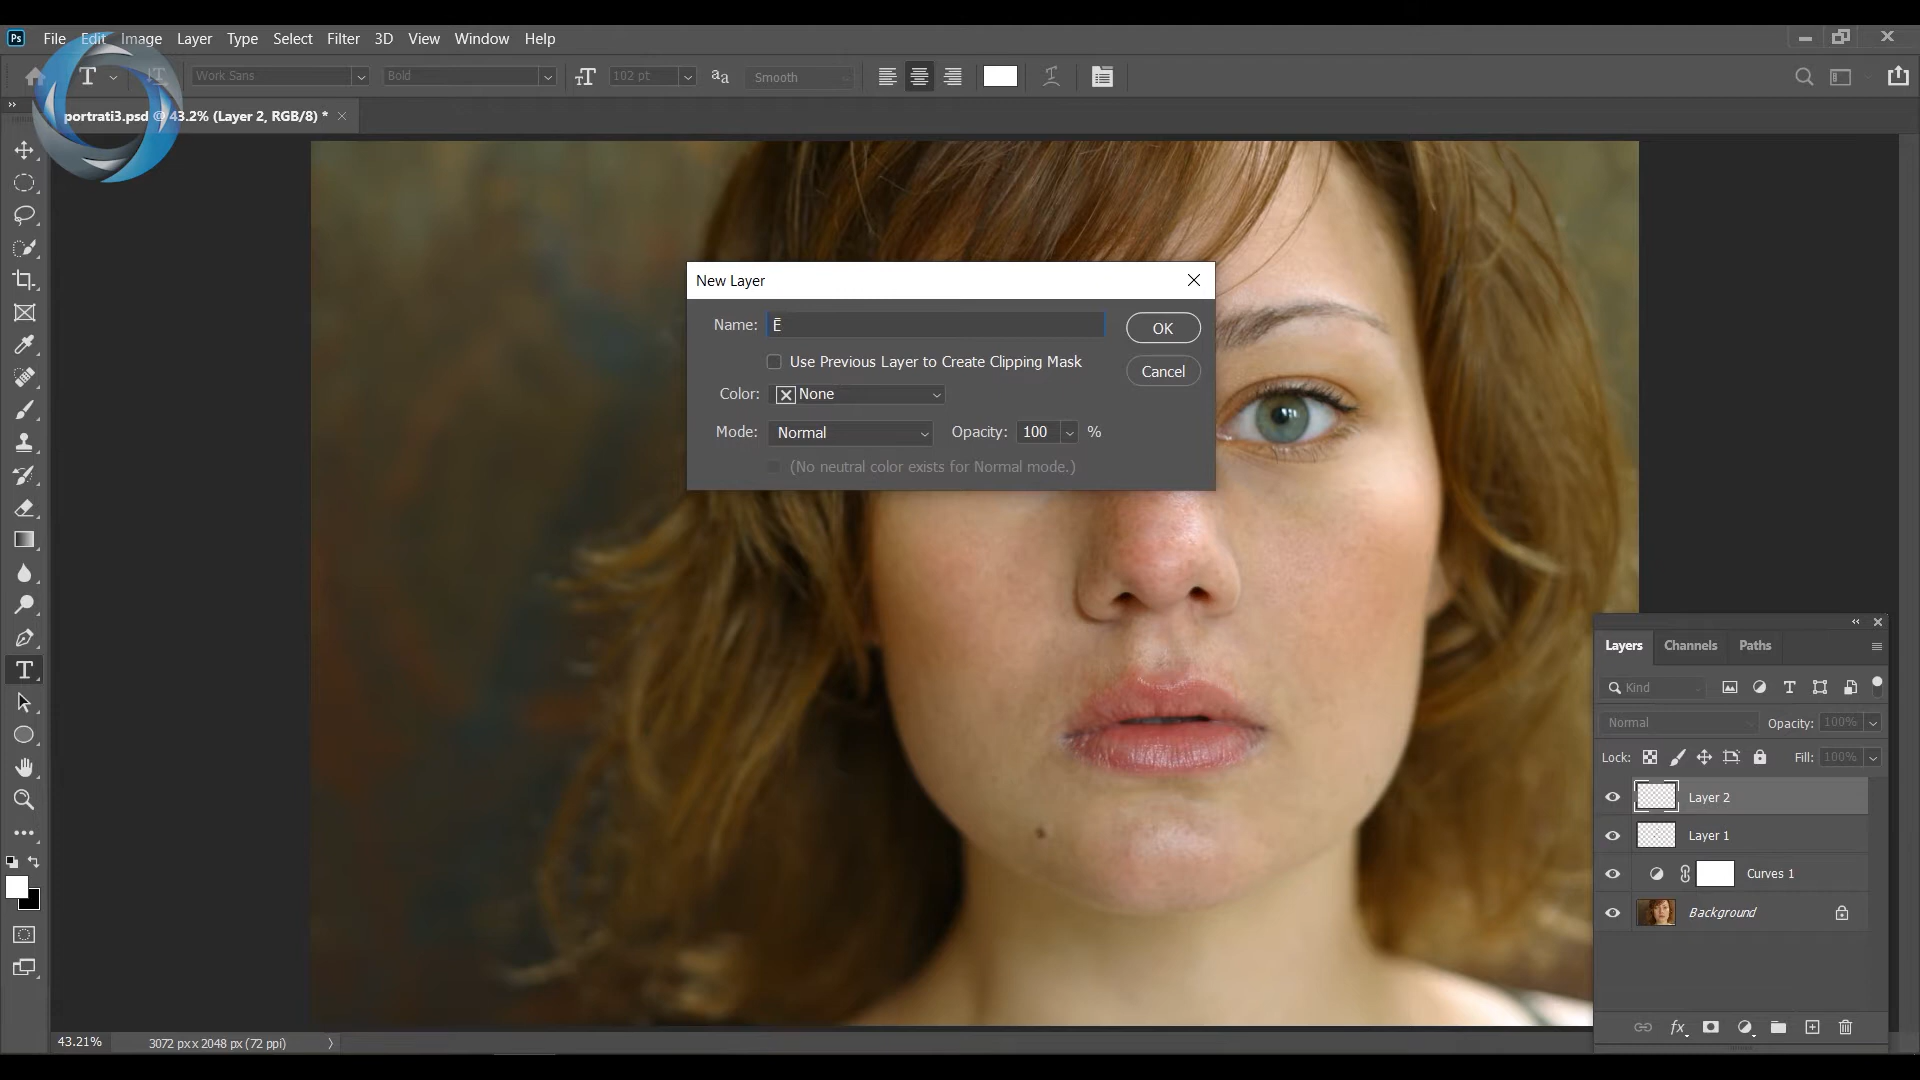 Ps File Edit Image Layer Type Select Filter 3D View Window Help
T Work Sans Bold 102 pt aa Smooth
portrati3.psd @ 43.2% (Layer 2, RGB/8) *
New Layer
Name: Ē OK
Use Previous Layer to Create Clipping Mask
Cancel
Color: None
Mode: Normal Opacity: 100 %
(No neutral color exists for Normal mode.)
Layers Channels Paths
Kind
Normal Opacity: 100%
Lock: Fill: 100%
Layer 2
Layer 1
Curves 1
Background
fx
43.21% 3072 px x 2048 px (72 ppi)